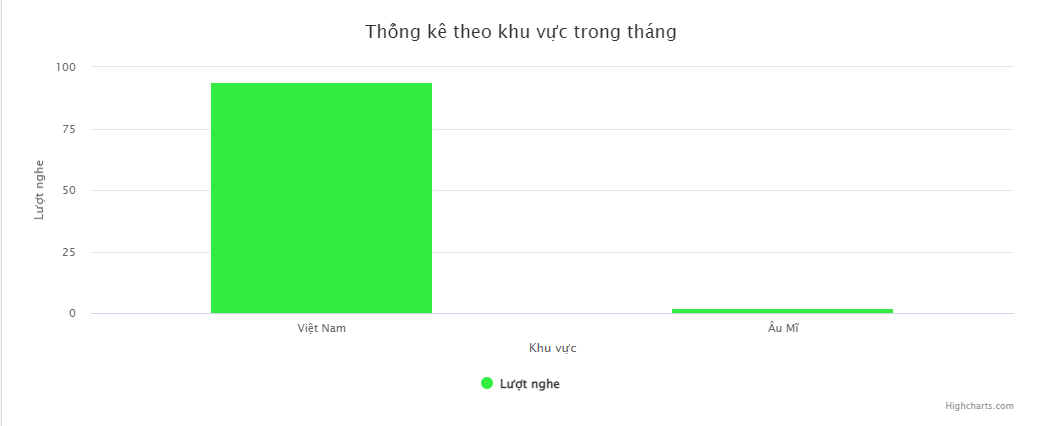 Thống kê theo khu vực trong tháng
100
75
50
25
0
Lượt nghe
Việt Nam
Âu Mĩ
Khu vực
Lượt nghe
Highcharts.com